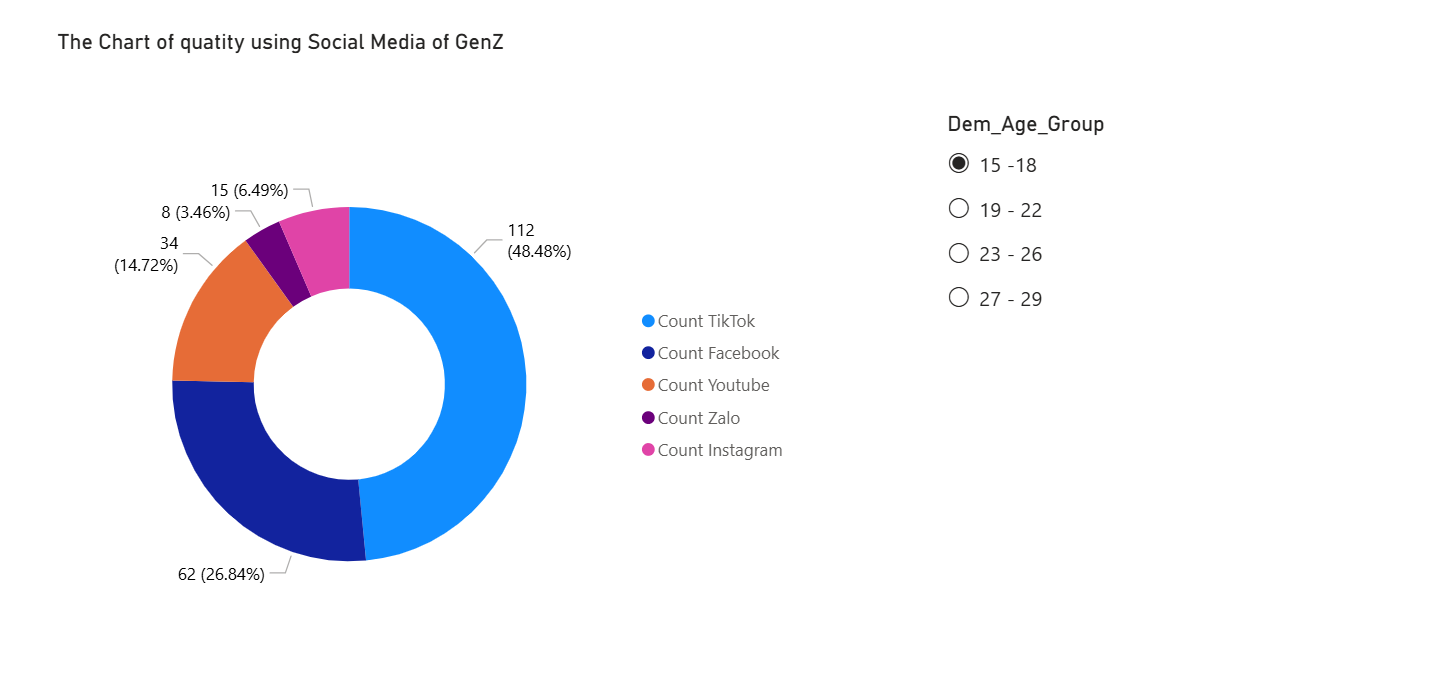 The Chart of quatity using Social Media of GenZ
15 (6.49%)
8 (3.46%)
34
(14.72%)
112
(48.48%)
62 (26.84%)
Count TikTok
Count Facebook
Count Youtube
Count Zalo
Count Instagram
Dem_Age_Group
15 -18
19 - 22
23 - 26
27 - 29